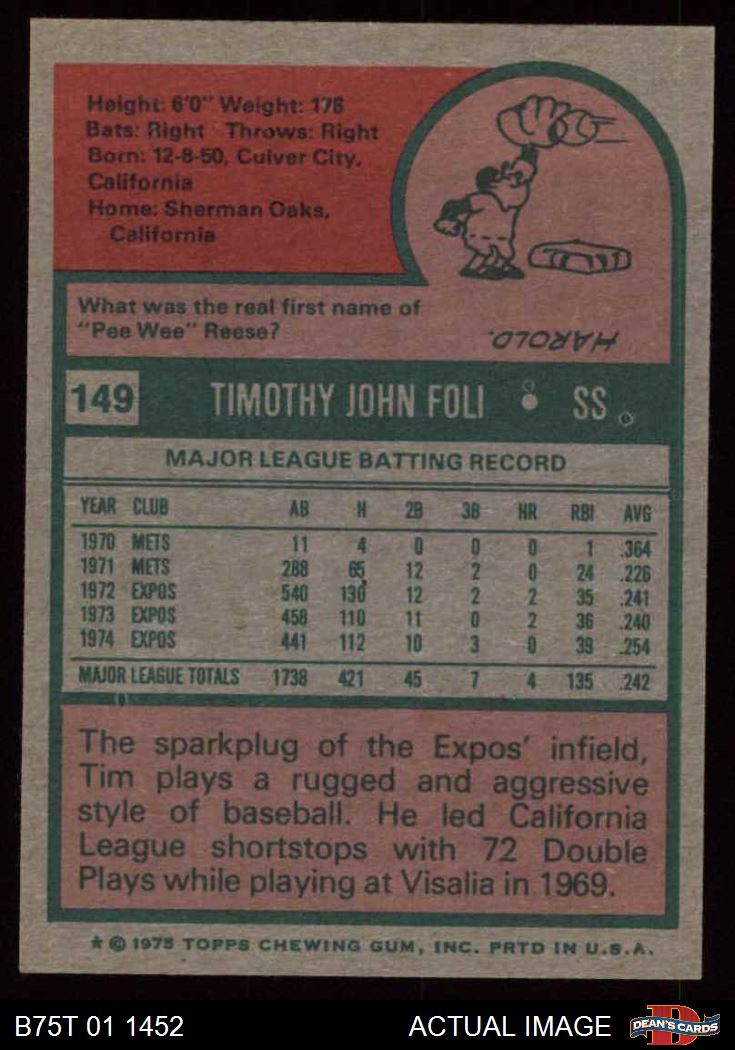 Height: 6'0" Weight: 176
Bats: Right Throws: Right
Born: 12-8-50, Culver City,
California
Home: Sherman Oaks,
California
What was the real first name of
"Pee Wee" Reese?
HAROLD.
149 TIMOTHY JOHN FOLI • SS
MAJOR LEAGUE BATTING RECORD
YEAR CLUB AB H 2B 3B HR RBI AVG
1970 METS 11 4 0 0 0 1 .364
1971 METS 288 65 12 2 0 24 .226
1972 EXPOS 540 130 12 2 2 35 .241
1973 EXPOS 458 110 11 0 2 36 .240
1974 EXPOS 441 112 10 3 0 39 .254
MAJOR LEAGUE TOTALS 1738 421 45 7 4 135 .242
The sparkplug of the Expos' infield,
Tim plays a rugged and aggressive
style of baseball. He led California
League shortstops with 72 Double
Plays while playing at Visalia in 1969.
* © 1975 TOPPS CHEWING GUM, INC. PRTD IN U.S.A.
B75T 01 1452 ACTUAL IMAGE DEAN'S CARDS